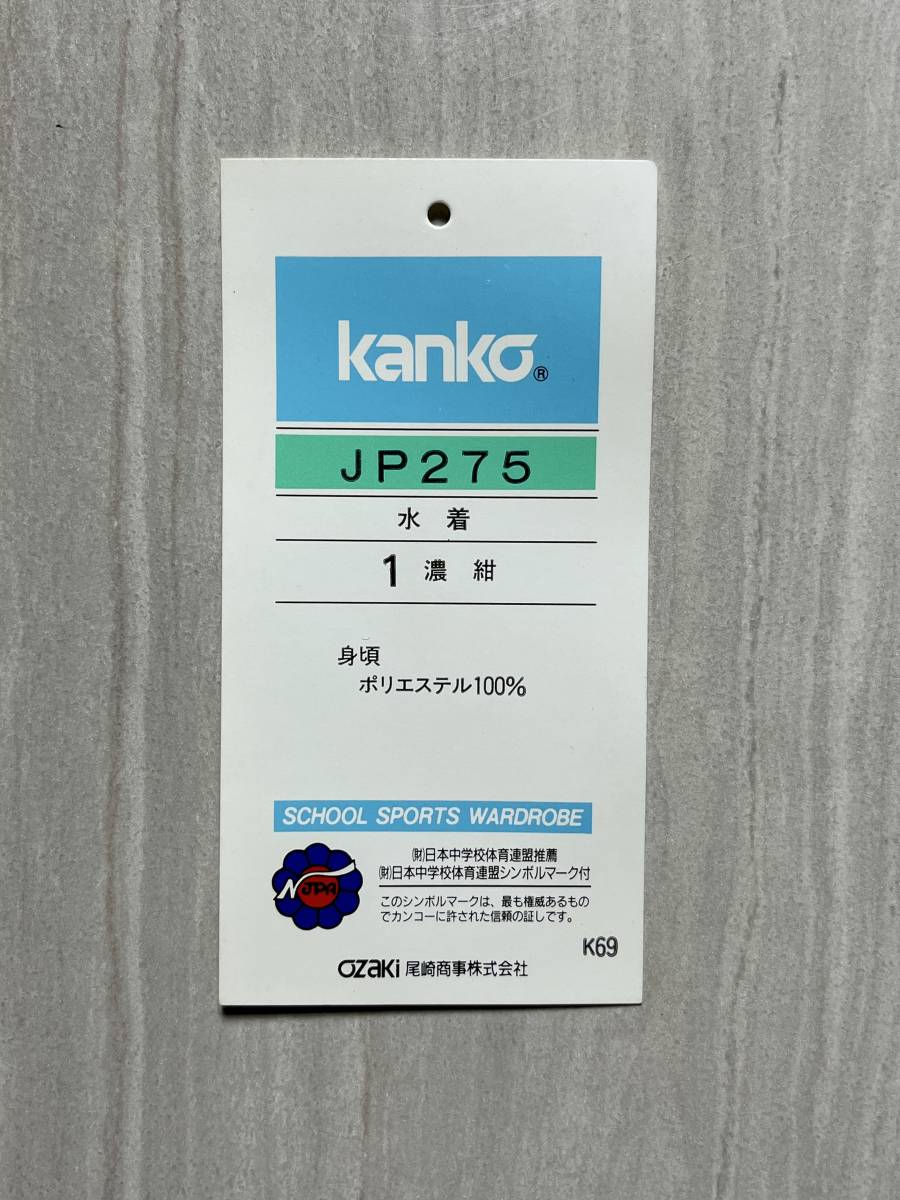 kanko®
JP275
水着
1 濃紺
身頃
ポリエステル100%
SCHOOL SPORTS WARDROBE
NJPA
㈶日本中学校体育連盟推薦
㈶日本中学校体育連盟シンボルマーク付
このシンボルマークは、最も権威あるもの
でカンコーに許された信頼の証しです。
K69
OZAKI 尾崎商事株式会社